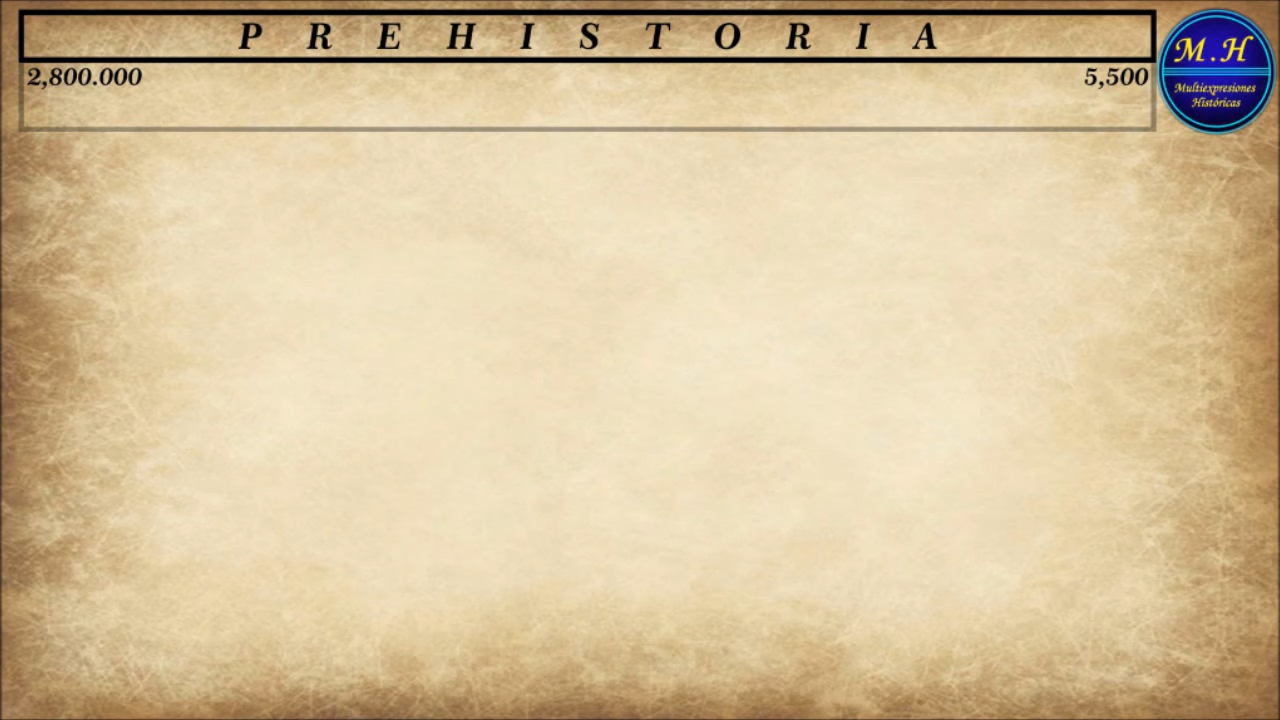 P R E H I S T O R I A
2,800.000
5,500
M.H
Multiexpresiones
Históricas